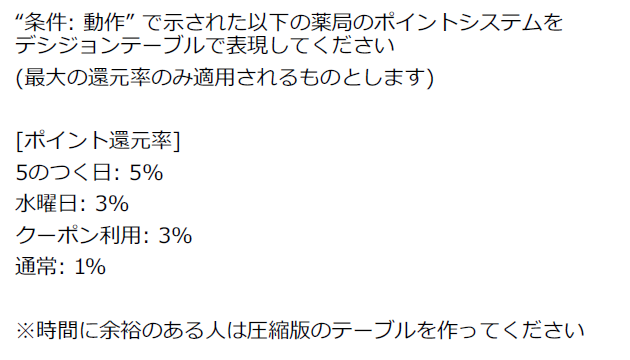 “条件: 動作” で示された以下の薬局のポイントシステムを
デシジョンテーブルで表現してください
(最大の還元率のみ適用されるものとします)
[ポイント還元率]
5のつく日: 5%
水曜日: 3%
クーポン利用: 3%
通常: 1%
※時間に余裕のある人は圧縮版のテーブルを作ってください